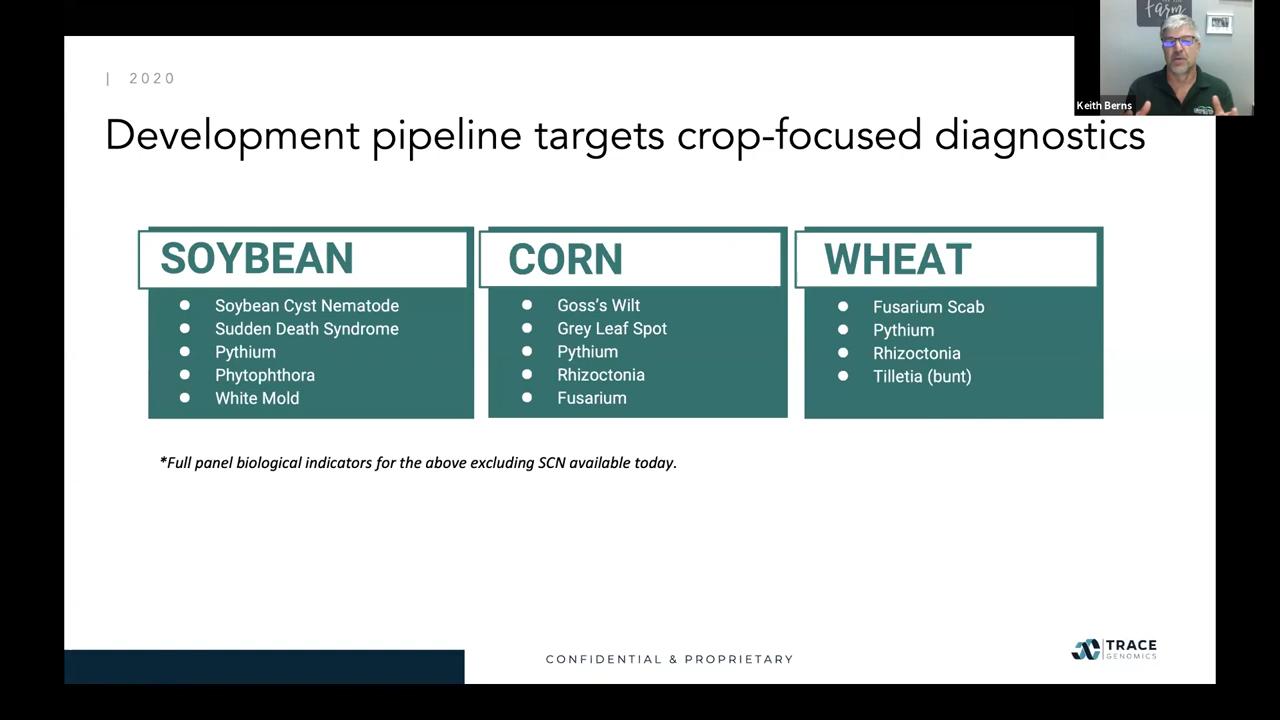 | 2020
Development pipeline targets crop-focused diagnostics
Farm
Keith Berns
SOYBEAN
● Soybean Cyst Nematode
● Sudden Death Syndrome
● Pythium
● Phytophthora
● White Mold
CORN
● Goss's Wilt
● Grey Leaf Spot
● Pythium
● Rhizoctonia
● Fusarium
WHEAT
● Fusarium Scab
● Pythium
● Rhizoctonia
● Tilletia (bunt)
*Full panel biological indicators for the above excluding SCN available today.
CONFIDENTIAL & PROPRIETARY
TRACE
GENOMICS